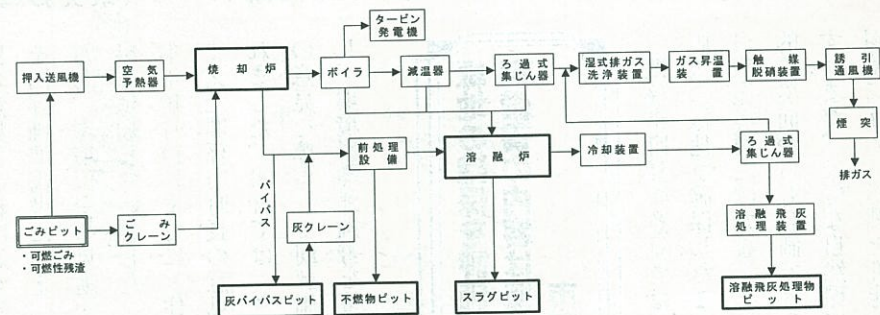 タービン
発電機
押入送風機
空気
予熱器
焼却炉
ボイラ
減温器
ろ過式
集じん器
湿式排ガス
洗浄装置
ガス昇温
装置
触媒
脱硝装置
誘引
通風機
煙突
排ガス
前処理
設備
溶融炉
冷却装置
ろ過式
集じん器
バイパス
ごみピット
・可燃ごみ
・可燃性残渣
ごみ
クレーン
灰クレーン
溶融飛灰
処理装置
灰バイパスピット
不燃物ピット
スラグピット
溶融飛灰処理物
ピット